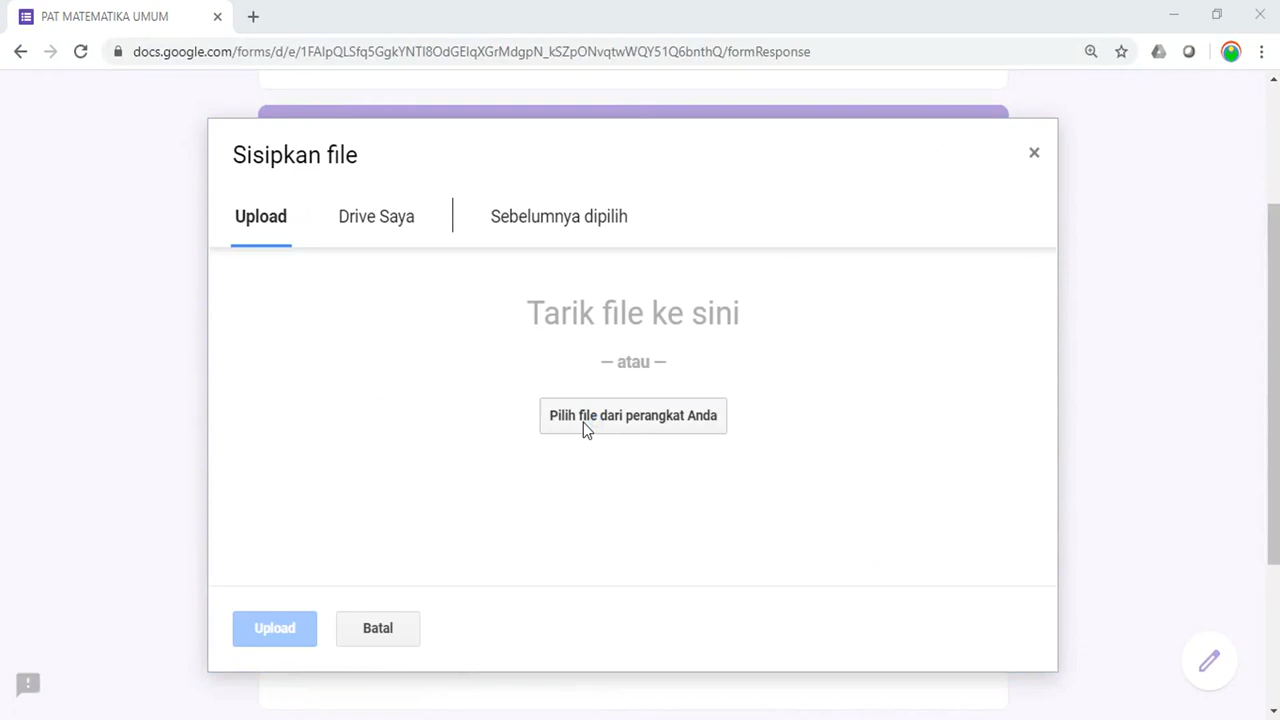 PAT MATEMATIKA UMUM
docs.google.com/forms/d/e/1FAIpQLSfq5GgkYNTI8OdGEIqXGrMdgpN_kSZpONvqtwWQY51Q6bnthQ/formResponse
Sisipkan file
Upload
Drive Saya
Sebelumnya dipilih
Tarik file ke sini
— atau —
Pilih file dari perangkat Anda
Upload
Batal